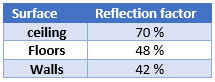 Surface Reflection factor
ceiling 70 %
Floors 48 %
Walls 42 %